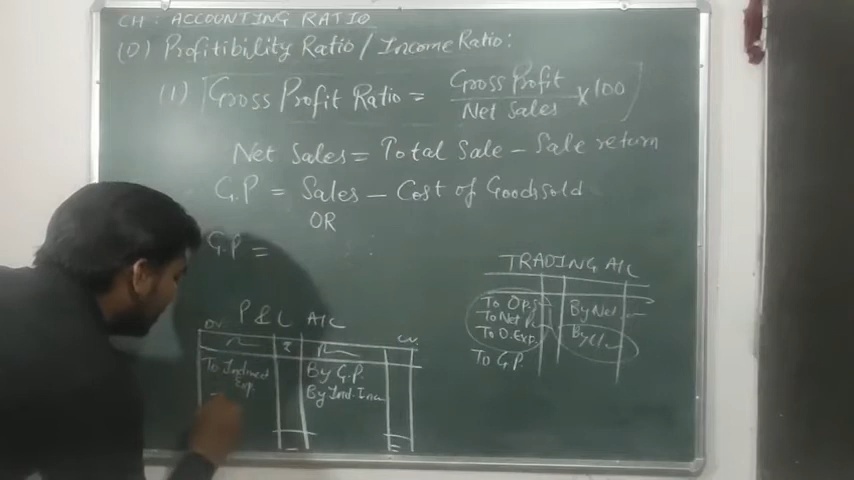 CH: ACCOUNTING RATIO
(D) Profitibility Ratio / Income Ratio:
(1) Gross Profit Ratio = Gross Profit / Net Sales × 100
Net Sales = Total Sale - Sale return
G.P = Sales - Cost of Goods sold
OR
G.P =
TRADING A/C
To Op.S
By Net
To Net
To D.Exp.
By C/
To G.P.
P & L A/C
Dr.
Cr.
₹
To Indirect Exp.
By G.P.
By Ind. Inco